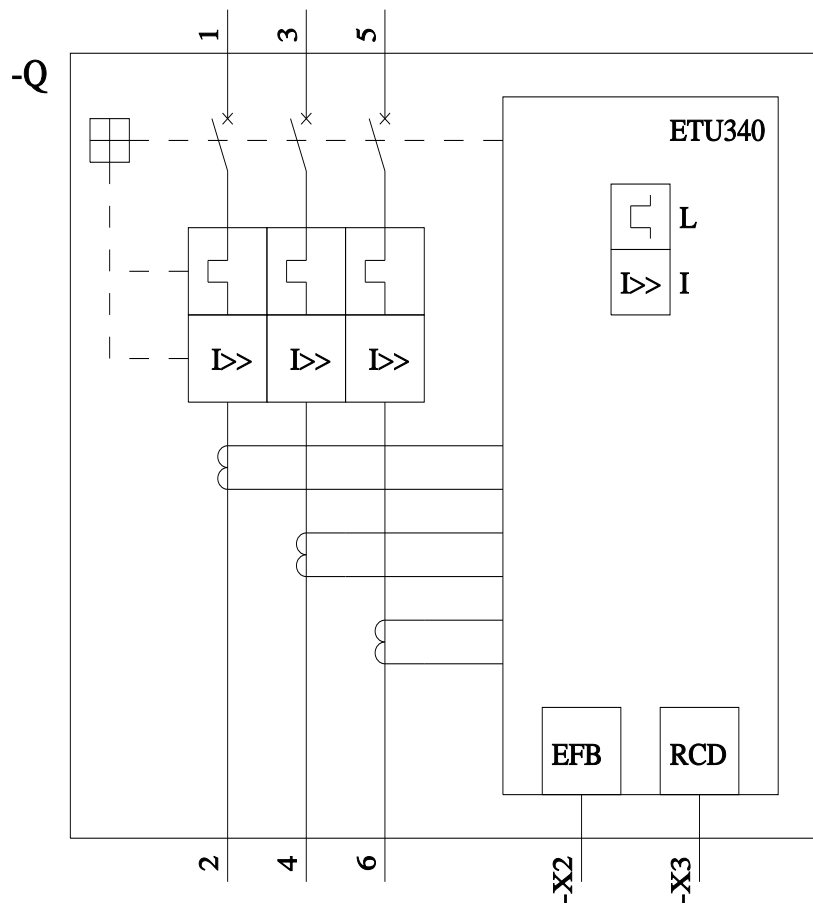 1 3 5
-Q
ETU340
L
I>> I
I>> I>> I>>
EFB RCD
2 4 6 -X2 -X3